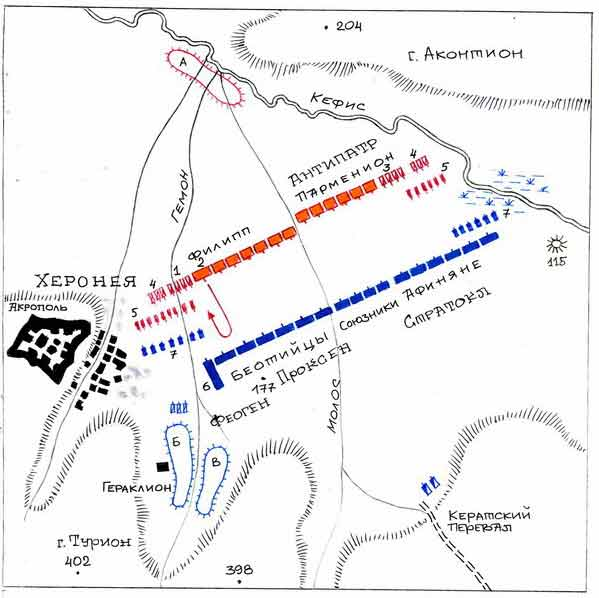 204
г. Аконтион
А
Кефис
Антипатр
Парменион
3
4
5
Гемон
Филипп
2
1
4
5
7
7
115
Херонея
Акрополь
6
Беотийцы
Союзники
Афиняне
177
Проксен
Стратокл
Феоген
Молос
Б
В
Гераклион
г. Турион
402
398
Кератский
перевал